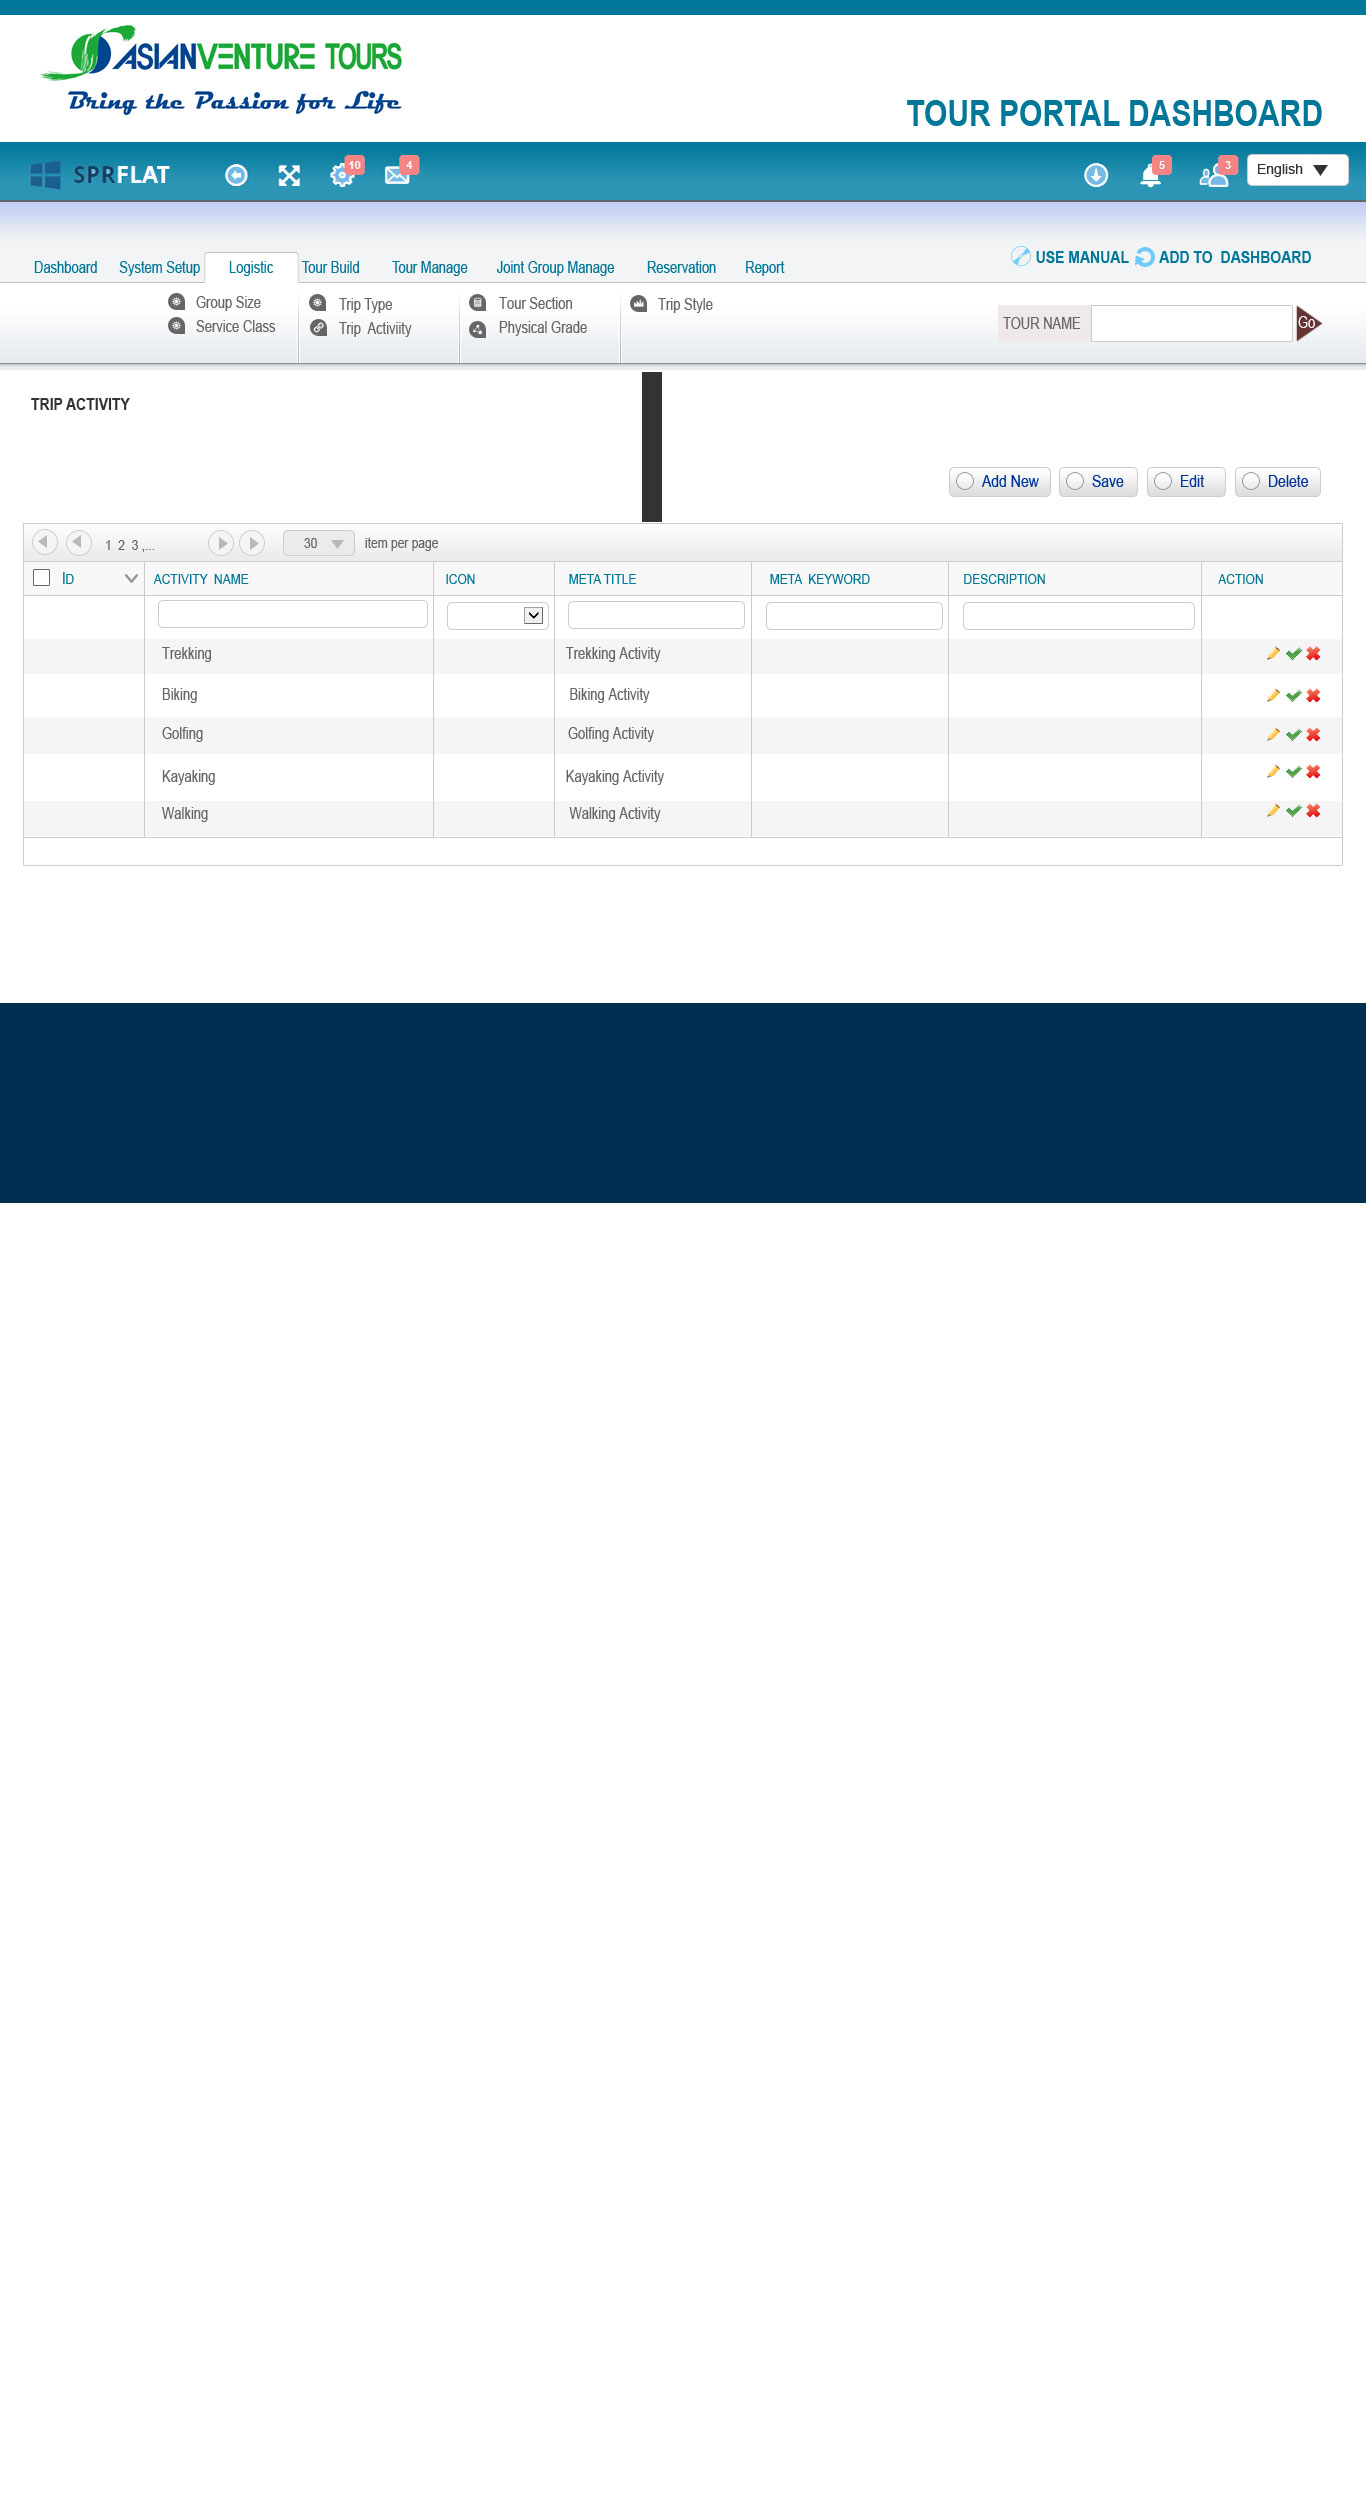 ASIANVENTURE TOURS
Bring the Passion for Life
TOUR PORTAL DASHBOARD
SPRFLAT
10
4
5
3
English
Dashboard System Setup Logistic Tour Build Tour Manage Joint Group Manage Reservation Report
USE MANUAL ADD TO DASHBOARD
Group Size Trip Type Tour Section Trip Style
Service Class Trip Activiity Physical Grade
TOUR NAME Go
TRIP ACTIVITY
Add New Save Edit Delete
1 2 3 ,... 30 item per page
ID ACTIVITY NAME ICON META TITLE META KEYWORD DESCRIPTION ACTION
Trekking Trekking Activity
Biking Biking Activity
Golfing Golfing Activity
Kayaking Kayaking Activity
Walking Walking Activity